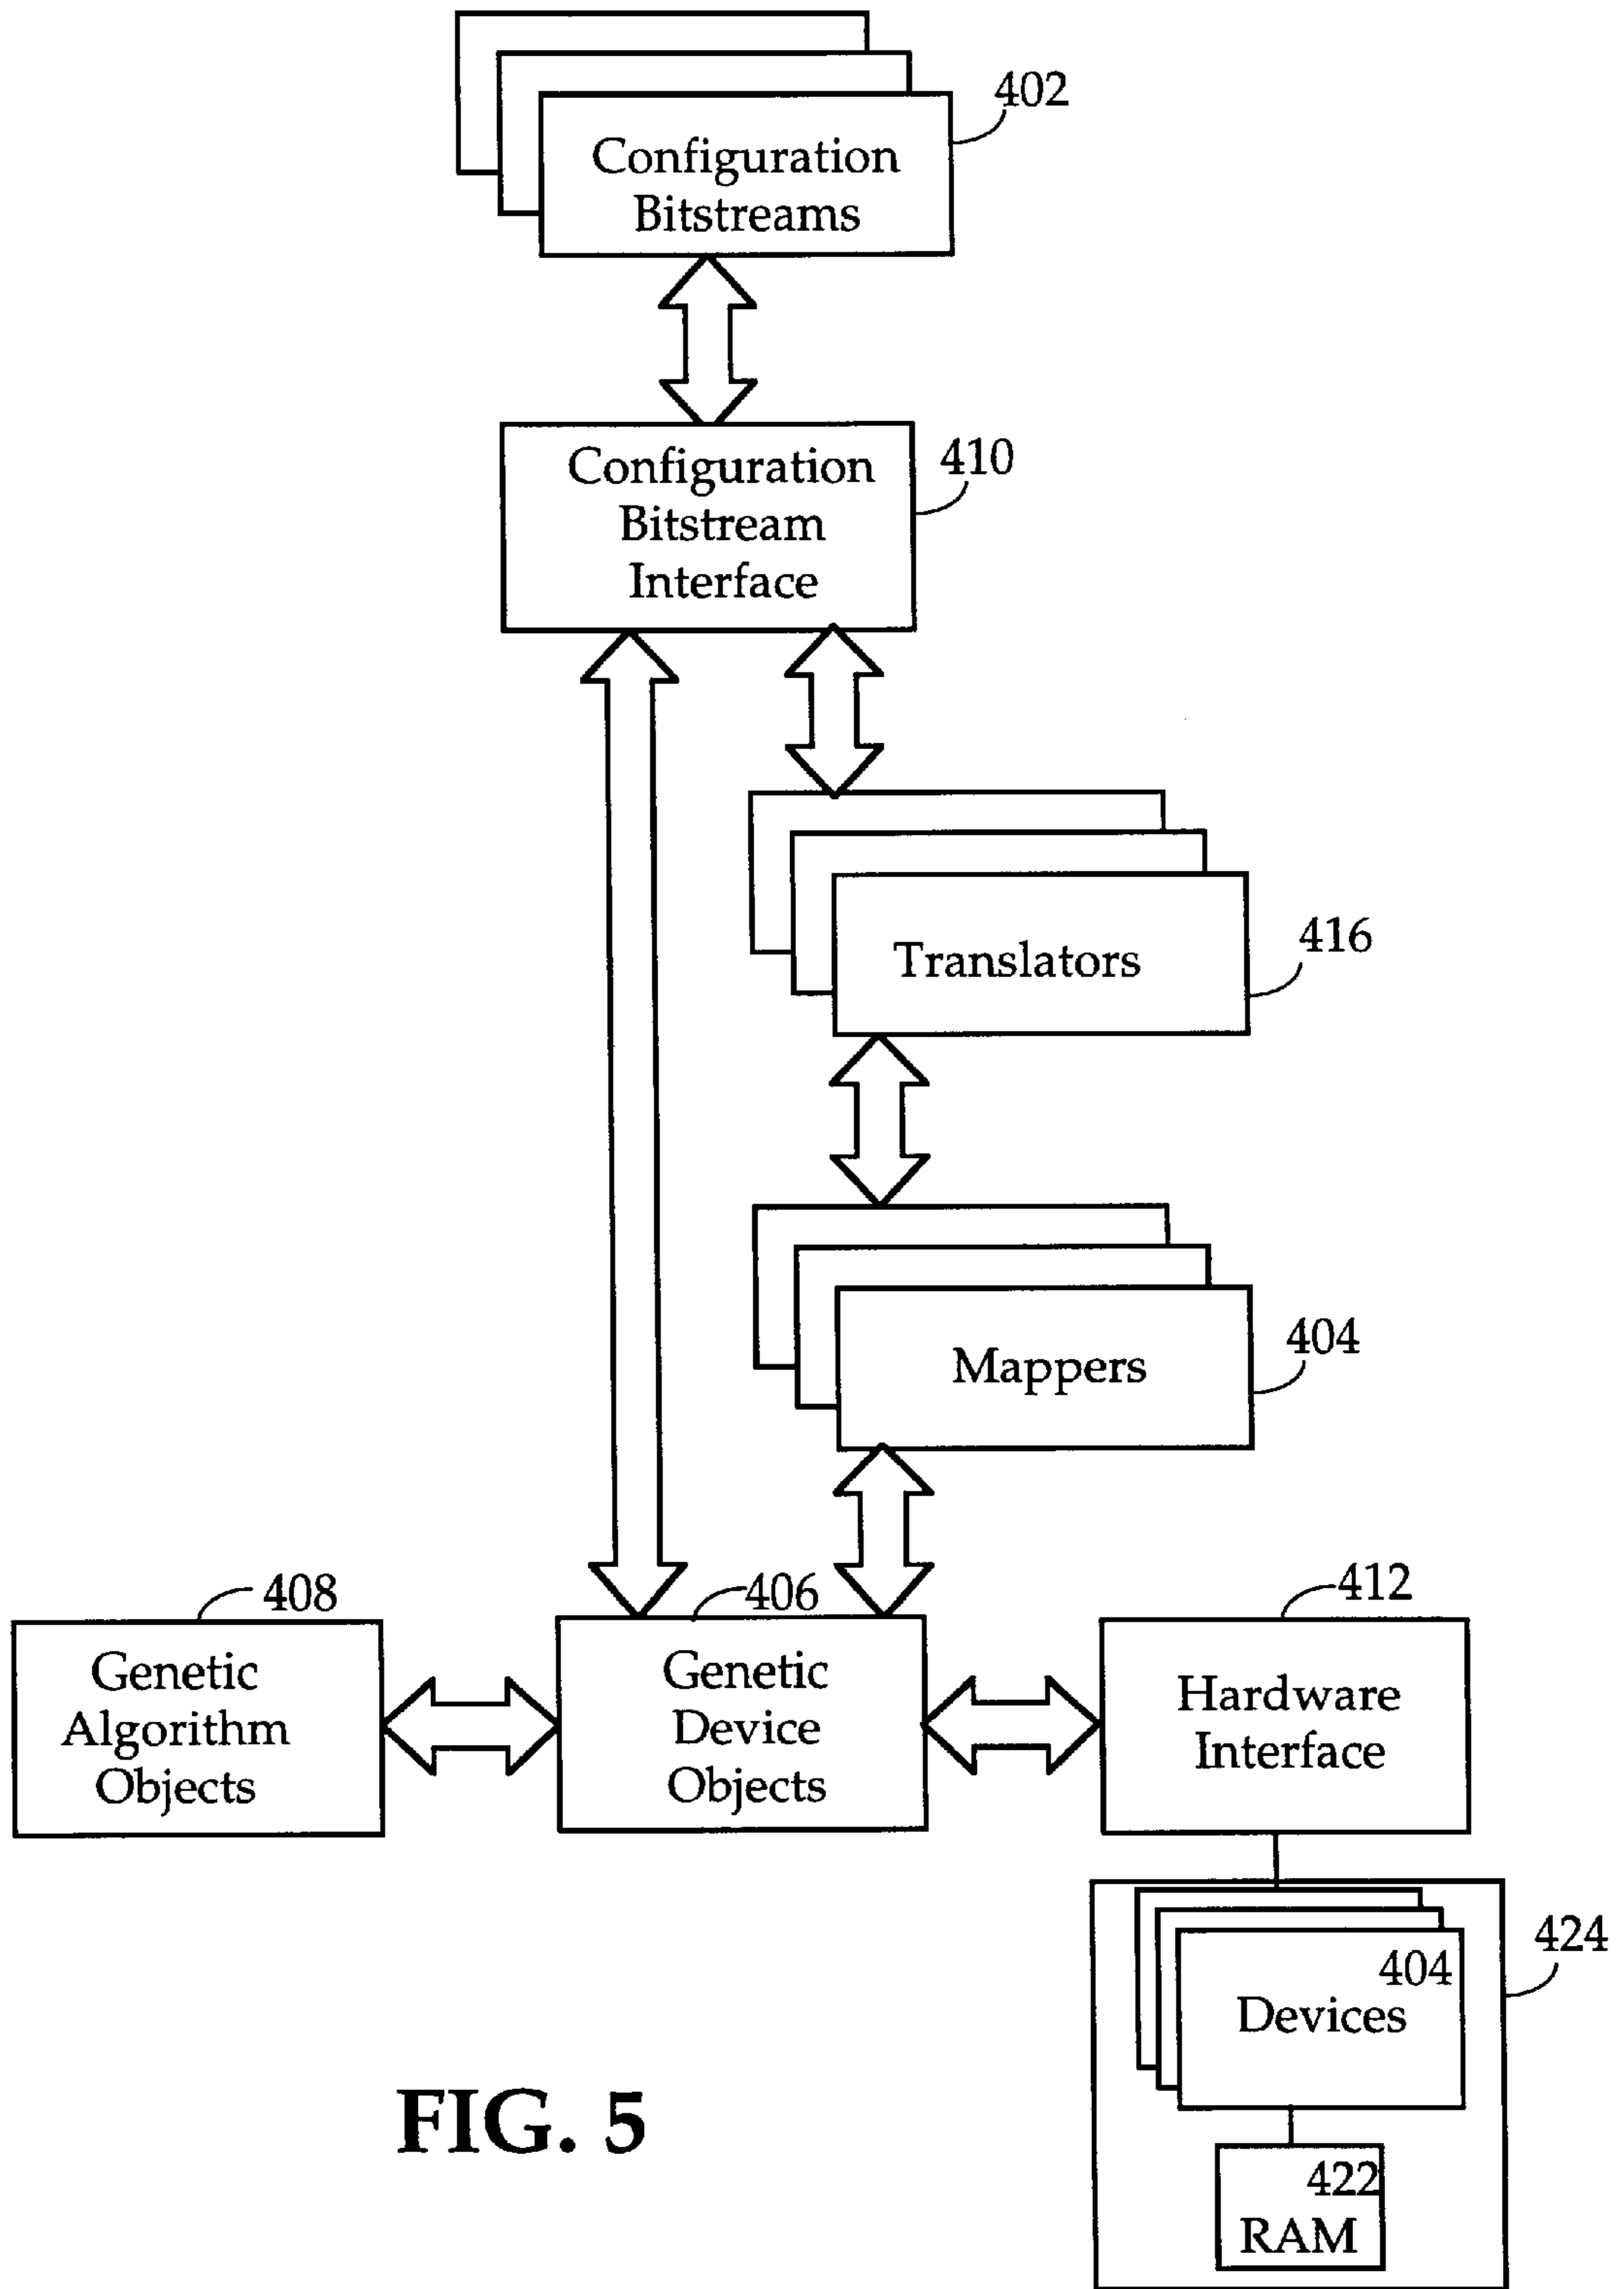 402
Configuration
Bitstreams
410
Configuration
Bitstream
Interface
416
Translators
404
Mappers
408
Genetic
Algorithm
Objects
406
Genetic
Device
Objects
412
Hardware
Interface
424
404
Devices
422
RAM
FIG. 5